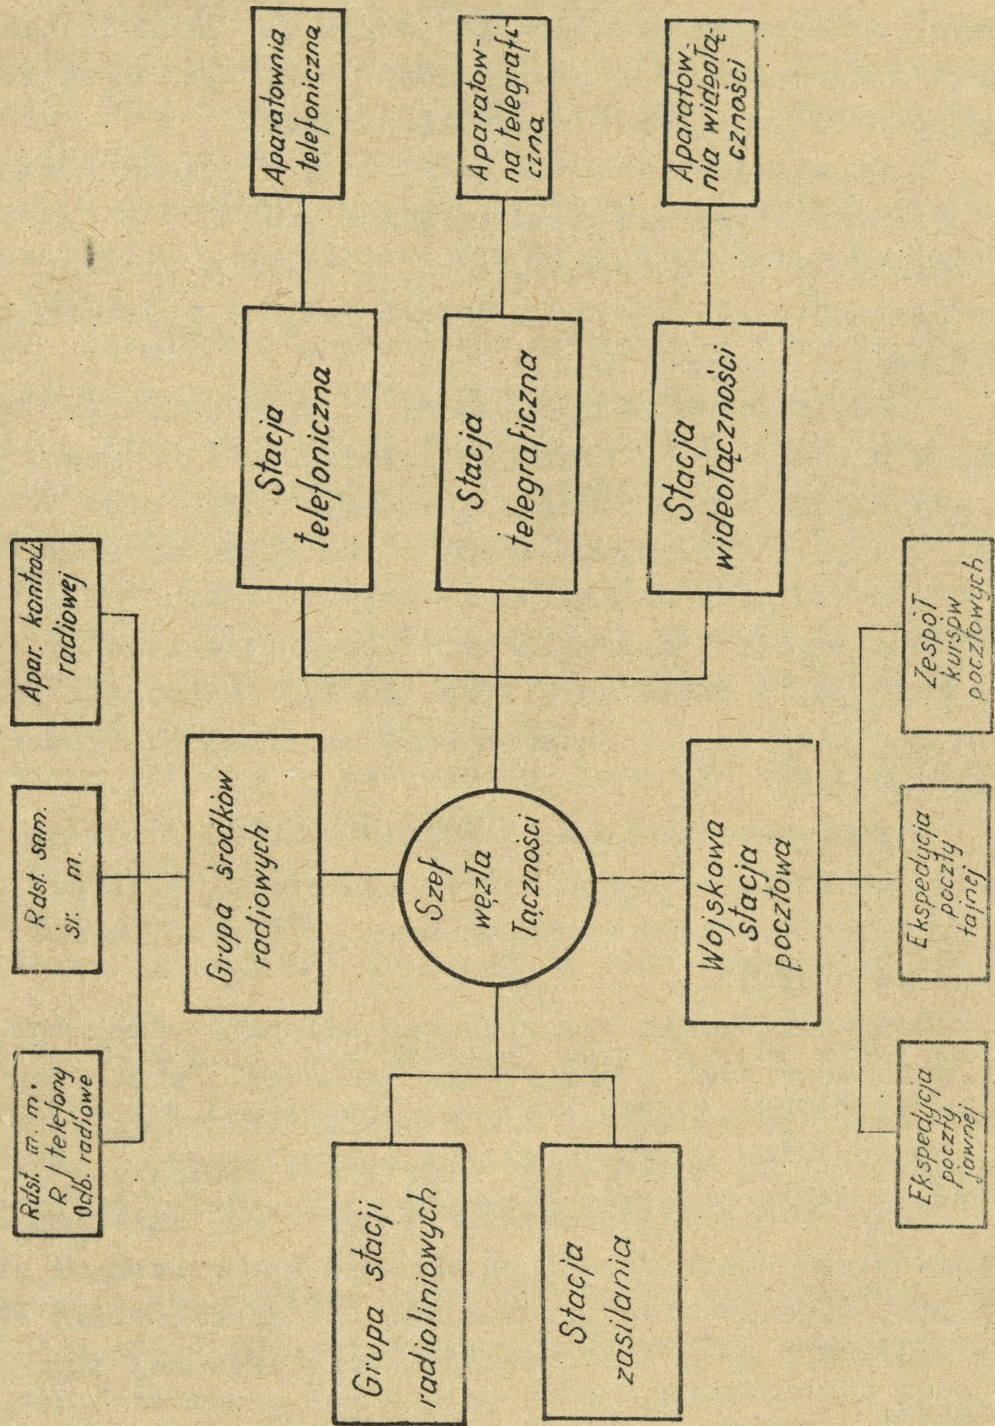 Rdst. m. m.
R / telefony
Odb. radiowe
Rdst. sam.
śr. m.
Apar. kontroli
radiowej
Grupa środków
radiowych
Grupa stacji
radioliniowych
Stacja
zasilania
Szef
węzła
łączności
Stacja
telefoniczna
Aparatownia
telefoniczna
Stacja
telegraficzna
Aparatow-
na telegrafi-
czna
Stacja
wideołączności
Aparatow-
nia wideołą-
czności
Wojskowa
stacja
pocztowa
Ekspedycja
poczty
jawnej
Ekspedycja
poczty
tajnej
Zespół
kursów
pocztowych